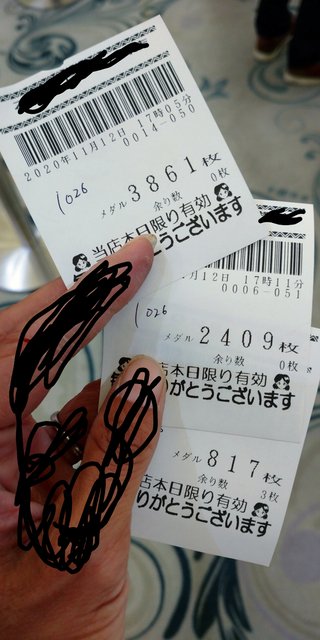 2020年11月12日 17時05分
0014-050
1026
メダル 3861枚
余り数 0枚
当店本日限り有効
とうございます
月12日 17時11分
0006-051
1026
メダル 2409枚
余り数 0枚
店本日限り有効
りがとうございます
メダル 817枚
余り数 3枚
本日限り有効
りがとうございます